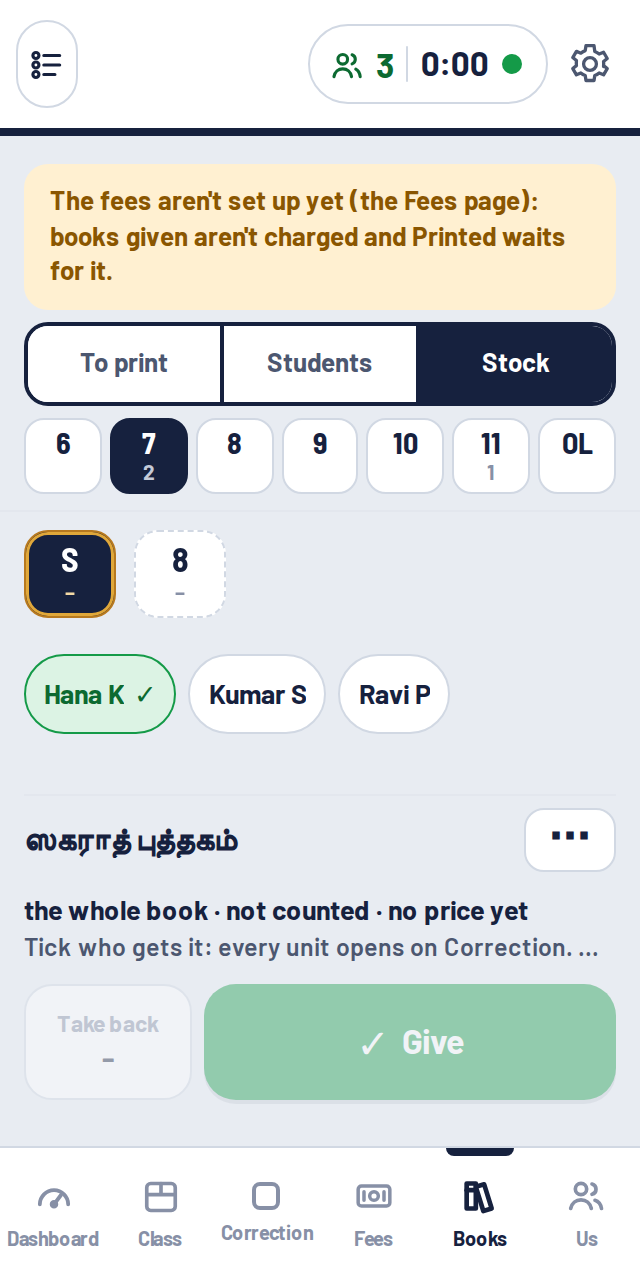 3 0:00
The fees aren't set up yet (the Fees page):
books given aren't charged and Printed waits
for it.
To print Students Stock
6 7 8 9 10 11 OL
2 1
S 8
– –
Hana K ✓ Kumar S Ravi P
ஸகராத் புத்தகம் ...
the whole book · not counted · no price yet
Tick who gets it: every unit opens on Correction. ...
Take back
–
✓ Give
Dashboard Class Correction Fees Books Us